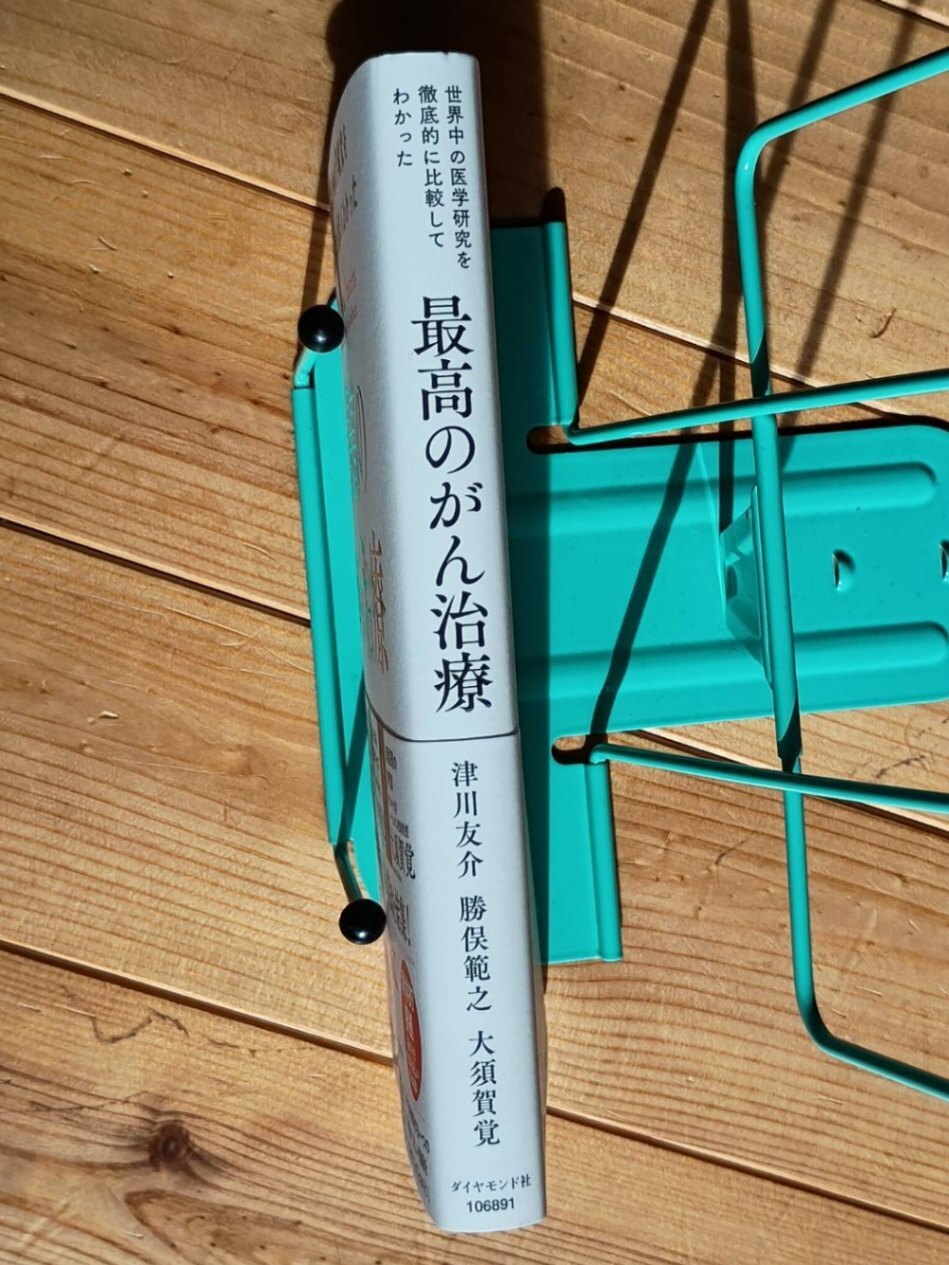 世界中の医学研究を
徹底的に比較して
わかった
最高のがん治療
津川友介 勝俣範之 大須賀覚
ダイヤモンド社
106891